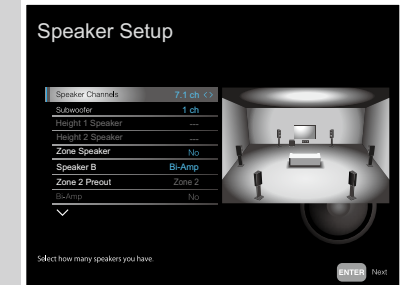 Speaker Setup
Speaker Channels 7.1 ch <>
Subwoofer 1 ch
Height 1 Speaker ---
Height 2 Speaker ---
Zone Speaker No
Speaker B Bi-Amp
Zone 2 Preout Zone 2
Bi-Amp No
Select how many speakers you have.
ENTER Next